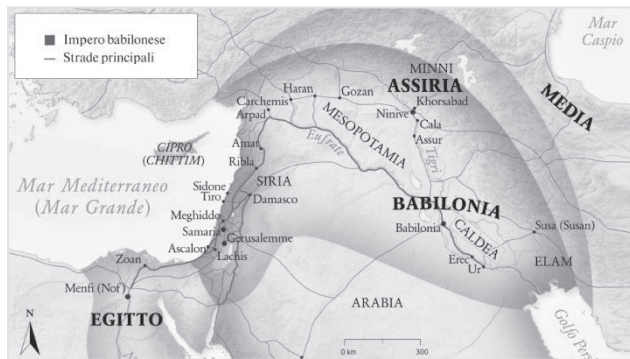 Impero babilonese
Strade principali
Mar
Caspio
MINNI
ASSIRIA
MEDIA
Haran
Gozan
Khorsabad
Carchemis
Arpad
Ninive
Cala
MESOPOTAMIA
Assur
CIPRO
(CHITTIM)
Amat
Eufrate
Tigri
Ribla
Mar Mediterraneo
(Mar Grande)
Sidone
Tiro
SIRIA
Damasco
BABILONIA
Meghiddo
Samaria
Babilonia
Susa (Susan)
CALDEA
Zoan
Ascalon
Gerusalemme
Lachis
Erec
Ur
ELAM
Menfi (Nof)
EGITTO
ARABIA
N
0 km
300
Golfo Per